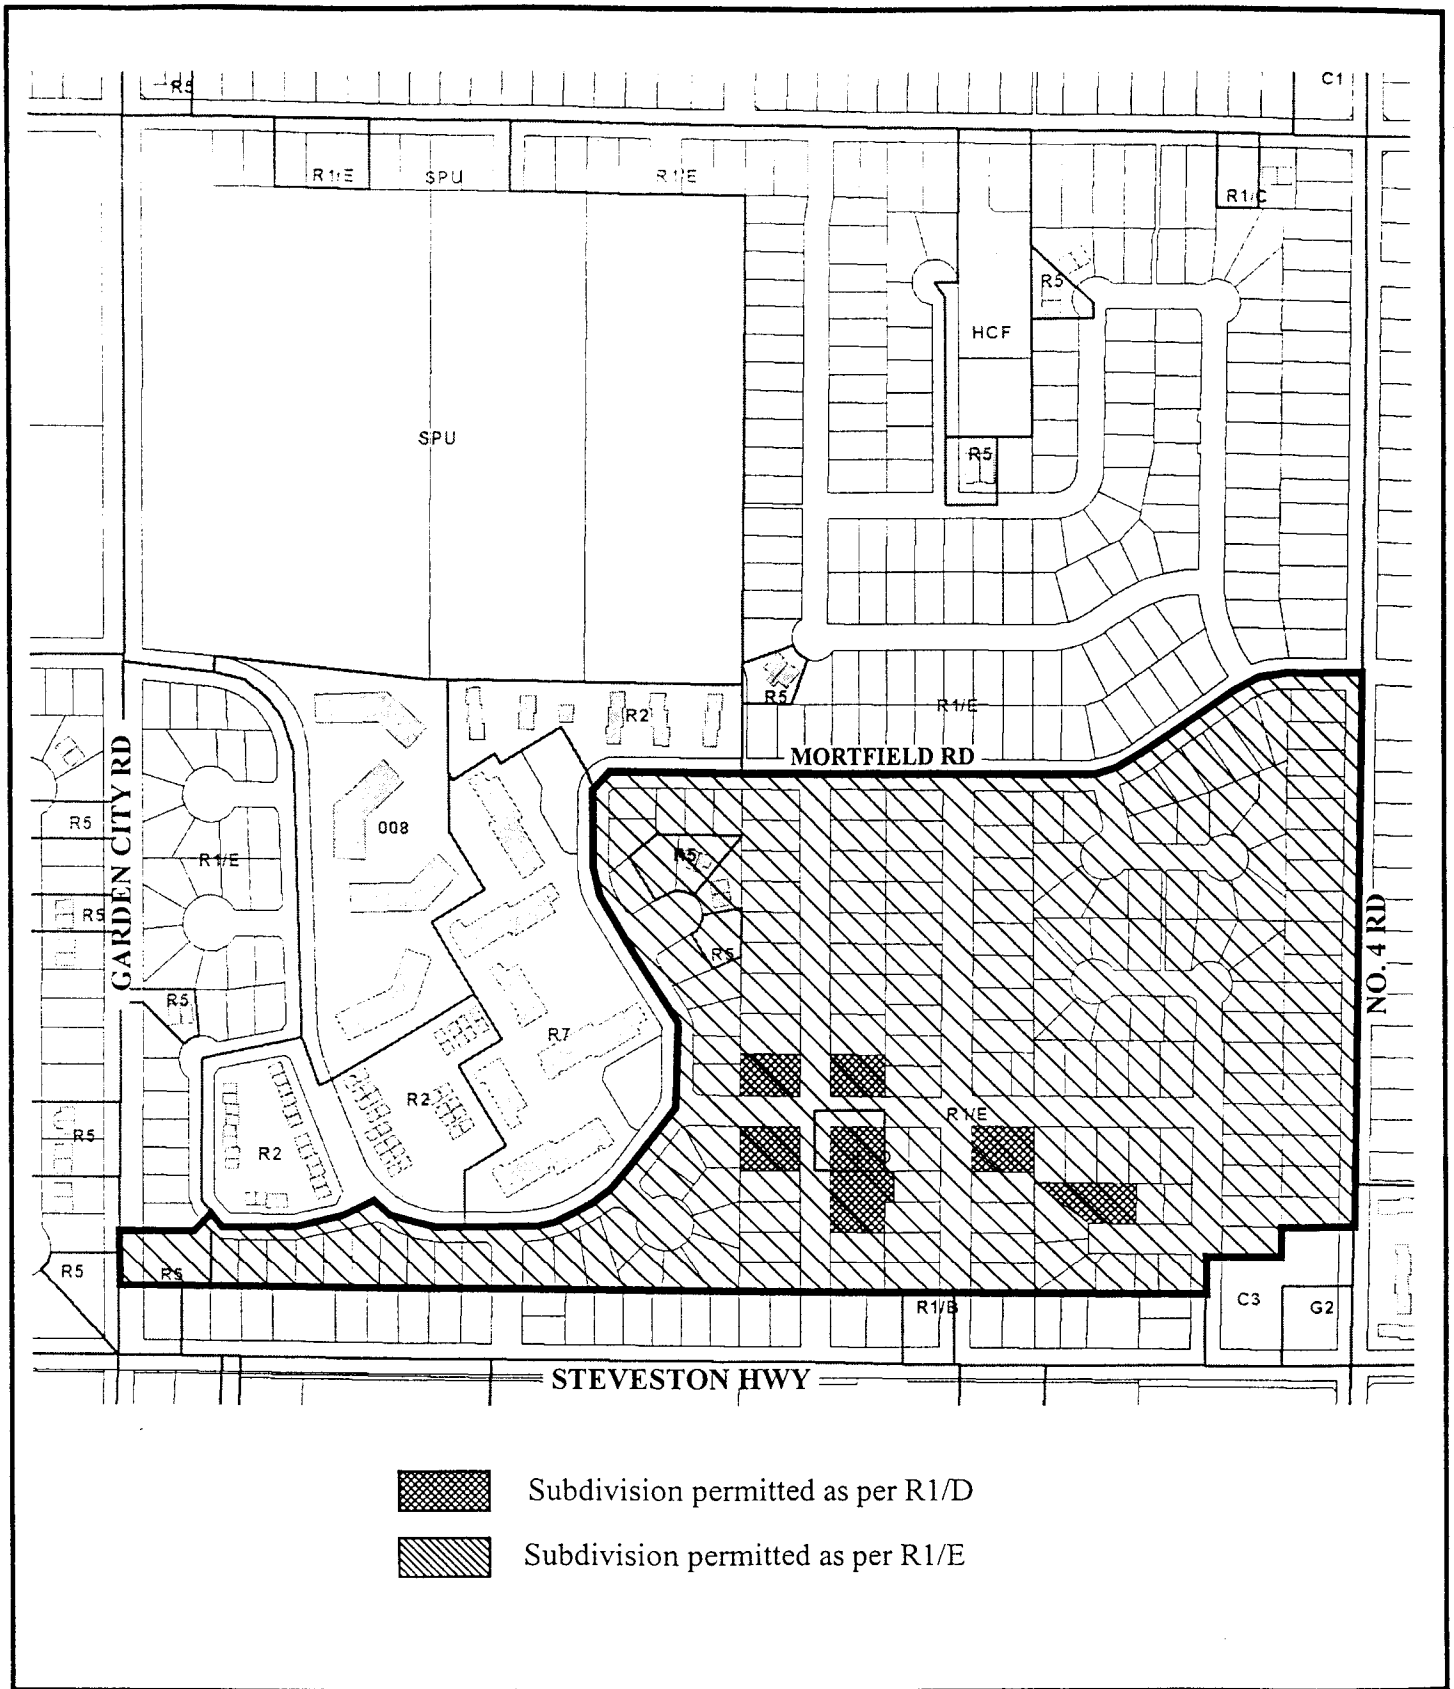 R5
C1
R1/E
SPU
R1/E
R1/C
R5
HCF
SPU
R5
R5
R2
R1/E
MORTFIELD RD
GARDEN CITY RD
R5
008
R1/E
R5
R5
NO. 4 RD
R5
R5
R7
R2
R1/E
R5
R2
R5
R5
C3
G2
R1/B
STEVESTON HWY
Subdivision permitted as per R1/D
Subdivision permitted as per R1/E